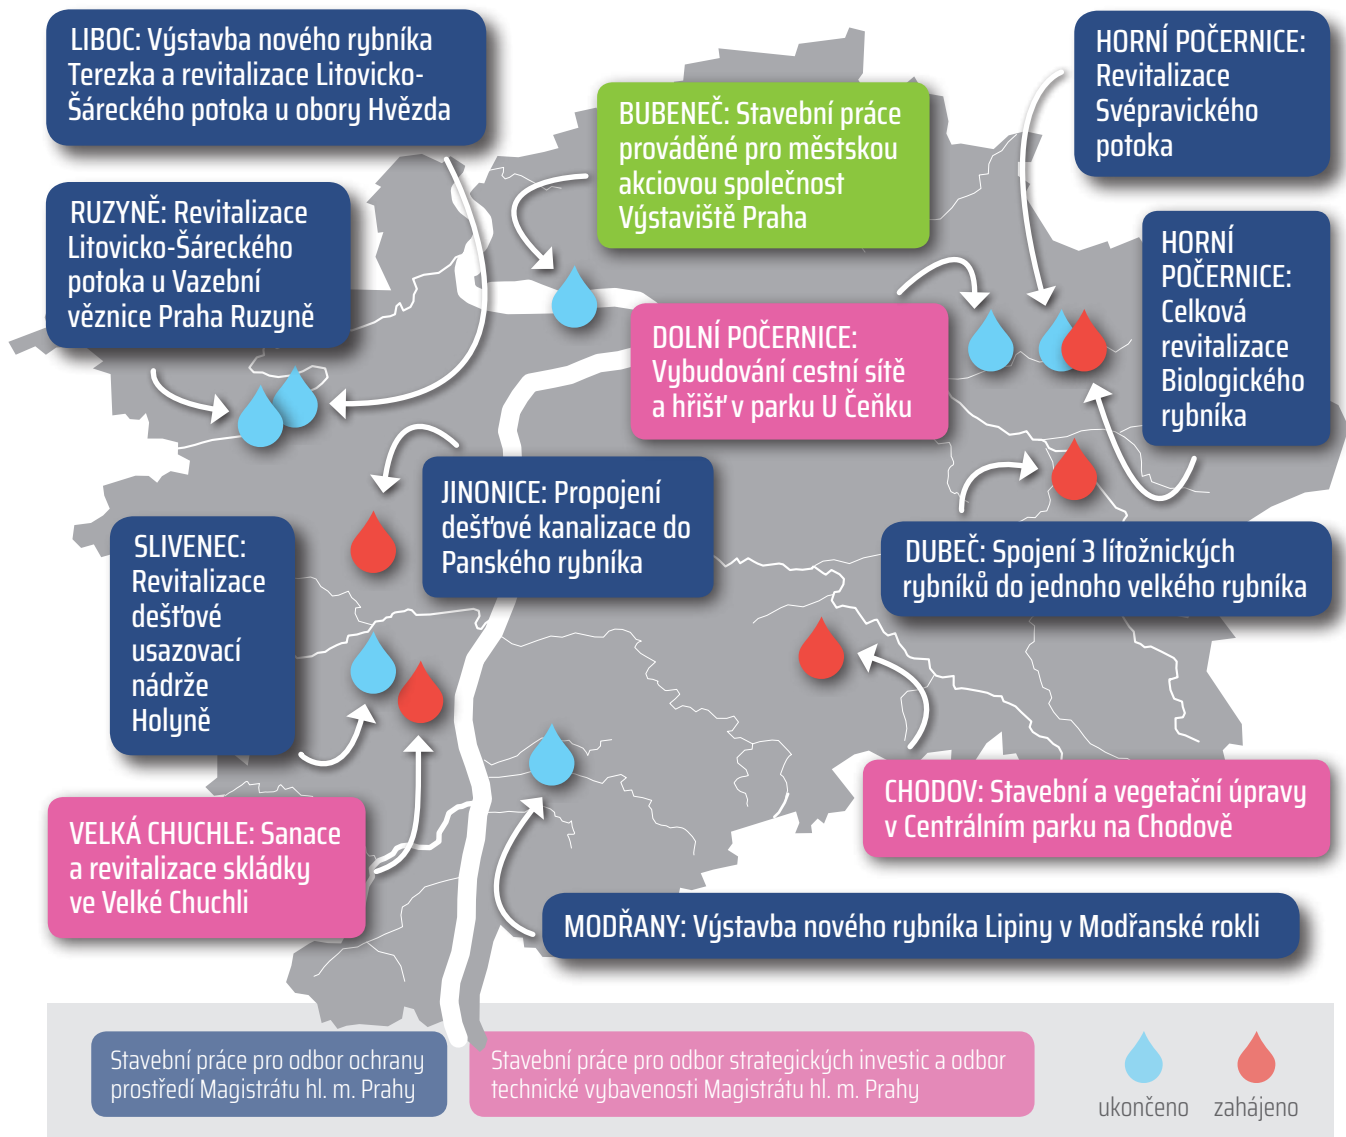 LIBOC: Výstavba nového rybníka
Terezka a revitalizace Litovicko-
Šáreckého potoka u obory Hvězda
HORNÍ POČERNICE:
Revitalizace
Svépravického
potoka
BUBENEČ: Stavební práce
prováděné pro městskou
akciovou společnost
Výstaviště Praha
RUZYNĚ: Revitalizace
Litovicko-Šáreckého
potoka u Vazební
věznice Praha Ruzyně
HORNÍ
POČERNICE:
Celková
revitalizace
Biologického
rybníka
DOLNÍ POČERNICE:
Vybudování cestní sítě
a hřišť v parku U Čeňku
JINONICE: Propojení
dešťové kanalizace do
Panského rybníka
SLIVENEC:
Revitalizace
dešťové
usazovací
nádrže
Holyně
DUBEČ: Spojení 3 lítožnických
rybníků do jednoho velkého rybníka
CHODOV: Stavební a vegetační úpravy
v Centrálním parku na Chodově
VELKÁ CHUCHLE: Sanace
a revitalizace skládky
ve Velké Chuchli
MODŘANY: Výstavba nového rybníka Lipiny v Modřanské rokli
Stavební práce pro odbor ochrany
prostředí Magistrátu hl. m. Prahy
Stavební práce pro odbor strategických investic a odbor
technické vybavenosti Magistrátu hl. m. Prahy
ukončeno
zahájeno